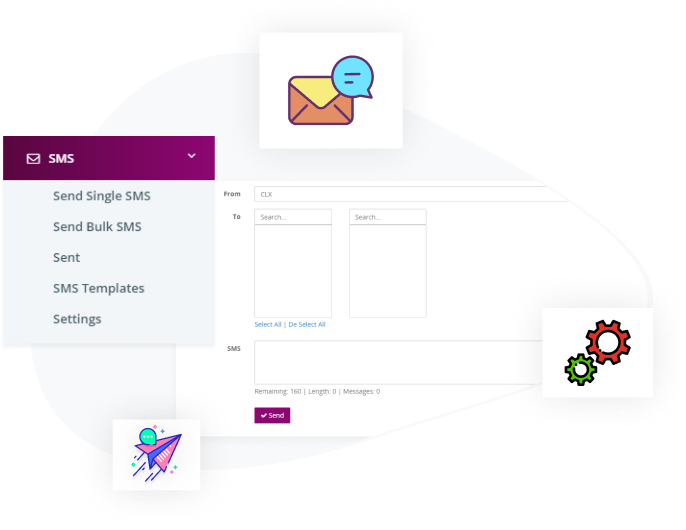 SMS
Send Single SMS
Send Bulk SMS
Sent
SMS Templates
Settings
From CLX
To Search... Search...
Select All | De Select All
SMS
Remaining: 160 | Length: 0 | Messages: 0
Send